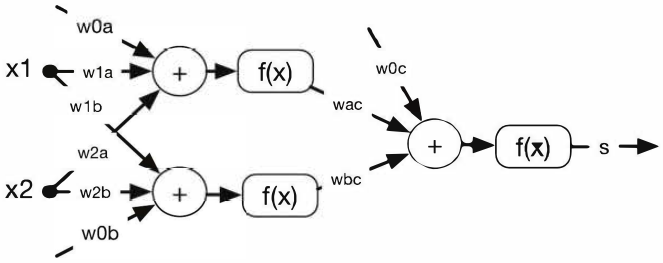 w0a
x1 w1a + f(x)
w0c
w1b wac
+ f(x) s
w2a
wbc
x2 w2b + f(x)
w0b